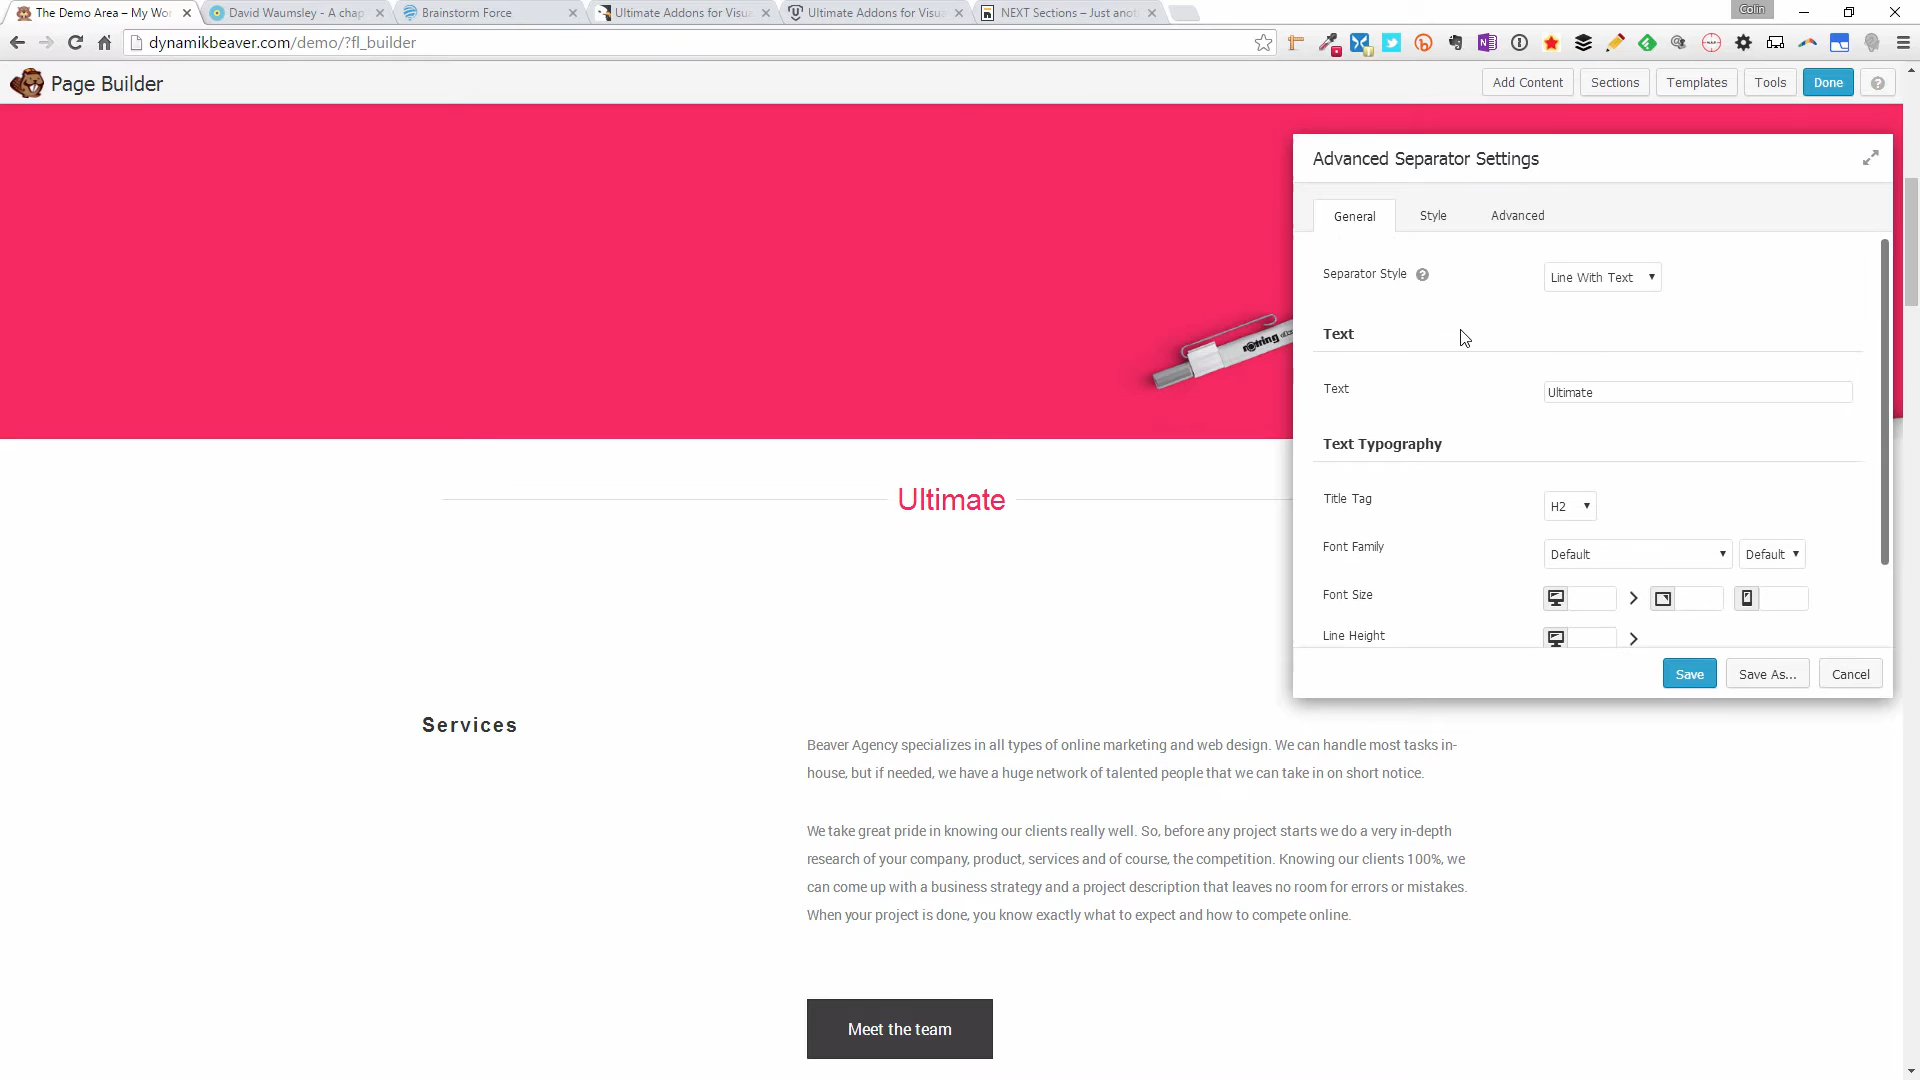 The Demo Area – My Wo
David Waumsley - A chap
Brainstorm Force
Ultimate Addons for Visu
Ultimate Addons for Visu
NEXT Sections – Just ano
Colin
dynamikbeaver.com/demo/?fl_builder
Page Builder
Add Content
Sections
Templates
Tools
Done
Advanced Separator Settings
General
Style
Advanced
Separator Style
Line With Text
Text
Text
Ultimate
Text Typography
Title Tag
H2
Font Family
Default
Default
Font Size
Line Height
Save
Save As...
Cancel
rotring
Ultimate
Services
Beaver Agency specializes in all types of online marketing and web design. We can handle most tasks in-
house, but if needed, we have a huge network of talented people that we can take in on short notice.
We take great pride in knowing our clients really well. So, before any project starts we do a very in-depth
research of your company, product, services and of course, the competition. Knowing our clients 100%, we
can come up with a business strategy and a project description that leaves no room for errors or mistakes.
When your project is done, you know exactly what to expect and how to compete online.
Meet the team